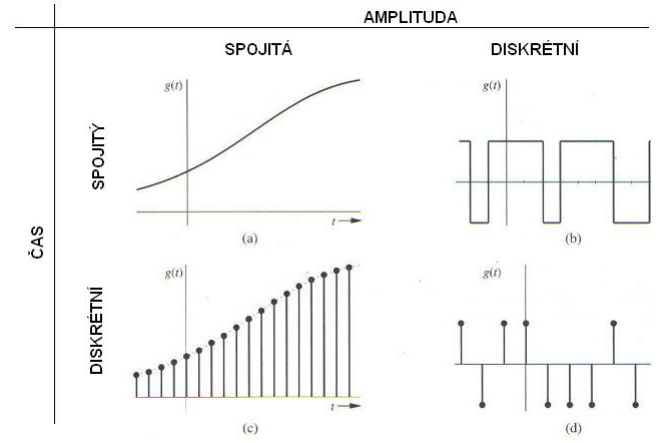 AMPLITUDA
SPOJITÁ DISKRÉTNÍ
ČAS
SPOJITÝ
g(t)
t
(a)
g(t)
(b)
DISKRÉTNÍ
g(t)
t
(c)
g(t)
(d)